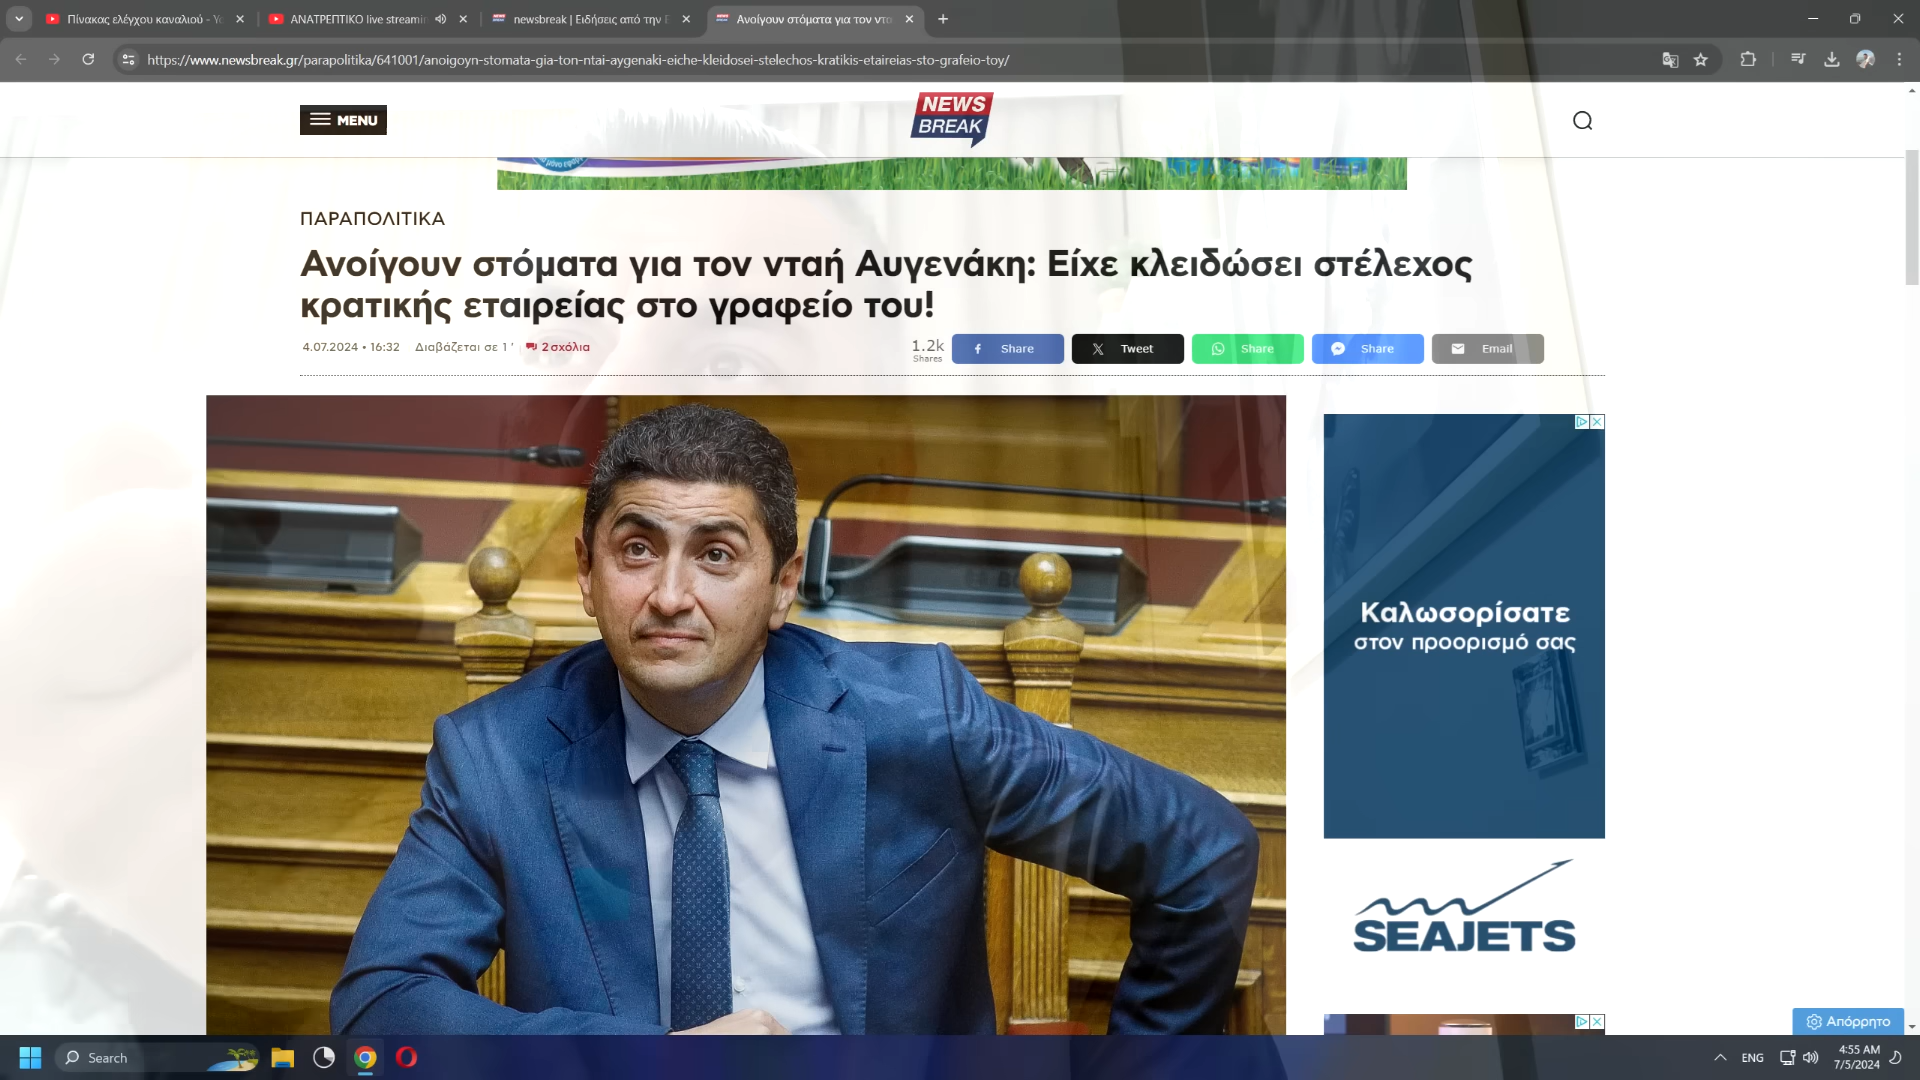 Πίνακας ελέγχου καναλιού - Yo
ΑΝΑΤΡΕΠΤΙΚΟ live streamin
newsbreak | Ειδήσεις από την Ε
Ανοίγουν στόματα για τον ντα
https://www.newsbreak.gr/parapolitika/641001/anoigoyn-stomata-gia-ton-ntai-aygenaki-eiche-kleidosei-stelechos-kratikis-etaireias-sto-grafeio-toy/
MENU
NEWS
BREAK
ΠΑΡΑΠΟΛΙΤΙΚΑ
Ανοίγουν στόματα για τον νταή Αυγενάκη: Είχε κλειδώσει στέλεχος
κρατικής εταιρείας στο γραφείο του!
4.07.2024 • 16:32 Διαβάζεται σε 1 ' 2 σχόλια
1.2k
Shares
Share
Tweet
Share
Share
Email
Καλωσορίσατε
στον προορισμό σας
SEAJETS
Απόρρητο
Search
ENG
4:55 AM
7/5/2024